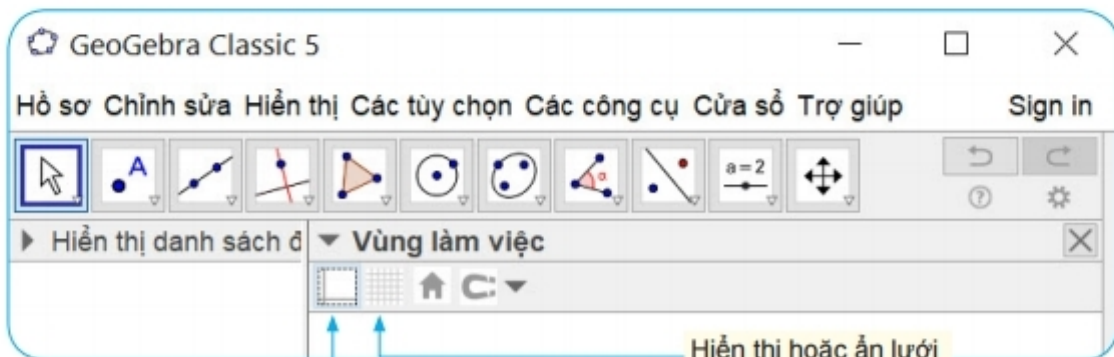 GeoGebra Classic 5
Hồ sơ Chỉnh sửa Hiển thị Các tùy chọn Các công cụ Cửa sổ Trợ giúp Sign in
A α a=2
Hiển thị danh sách đ Vùng làm việc
Hiển thị hoặc ẩn lưới